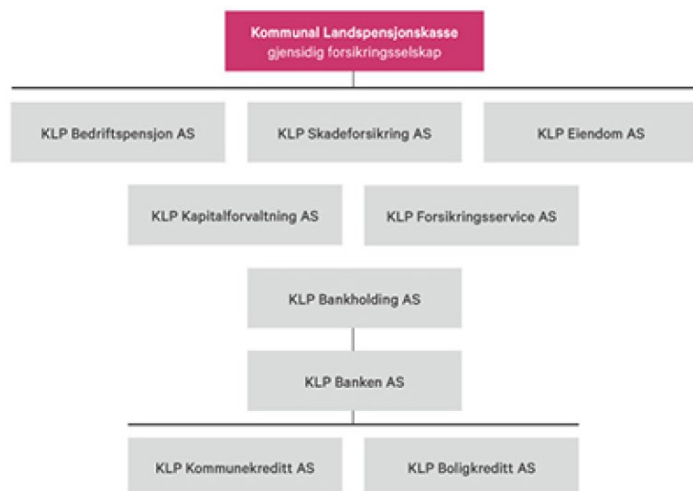 Kommunal Landspensjonskasse
gjensidig forsikringsselskap
KLP Bedriftspensjon AS
KLP Skadeforsikring AS
KLP Eiendom AS
KLP Kapitalforvaltning AS
KLP Forsikringsservice AS
KLP Bankholding AS
KLP Banken AS
KLP Kommunekreditt AS
KLP Boligkreditt AS